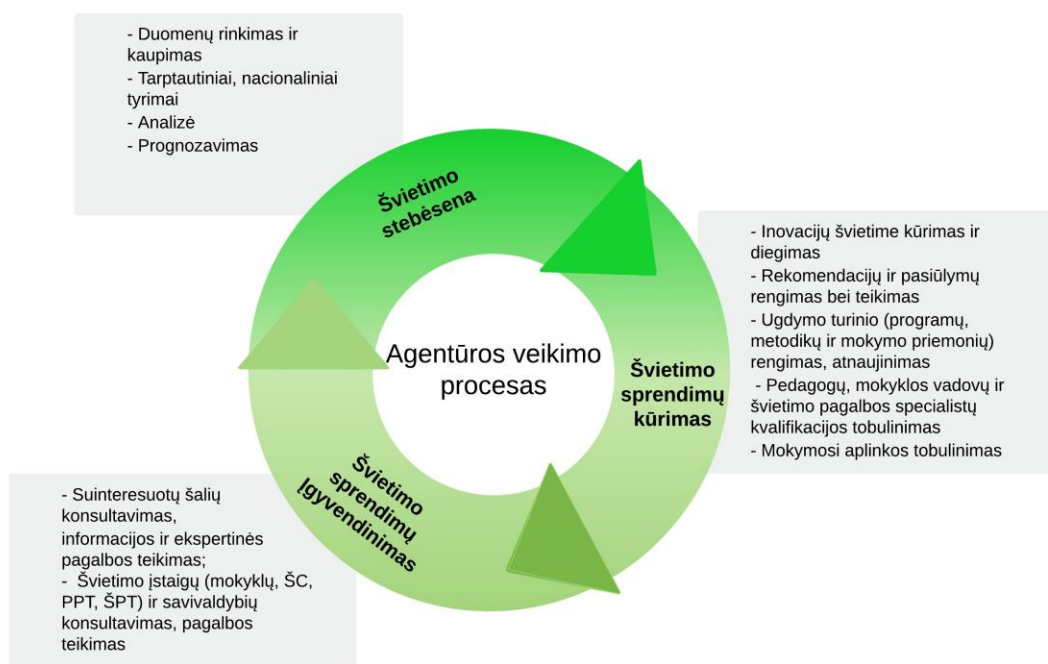 - Duomenų rinkimas ir
kaupimas
- Tarptautiniai, nacionaliniai
tyrimai
- Analizė
- Prognozavimas
Švietimo
stebėsena
- Inovacijų švietime kūrimas ir
diegimas
- Rekomendacijų ir pasiūlymų
rengimas bei teikimas
- Ugdymo turinio (programų,
metodikų ir mokymo priemonių)
rengimas, atnaujinimas
- Pedagogų, mokyklos vadovų ir
švietimo pagalbos specialistų
kvalifikacijos tobulinimas
- Mokymosi aplinkos tobulinimas
Agentūros veikimo
procesas
Švietimo
sprendimų
kūrimas
Švietimo
sprendimų
Įgyvendinimas
- Suinteresuotų šalių
konsultavimas,
informacijos ir ekspertinės
pagalbos teikimas;
- Švietimo įstaigų (mokyklų, ŠC,
PPT, ŠPT) ir savivaldybių
konsultavimas, pagalbos
teikimas